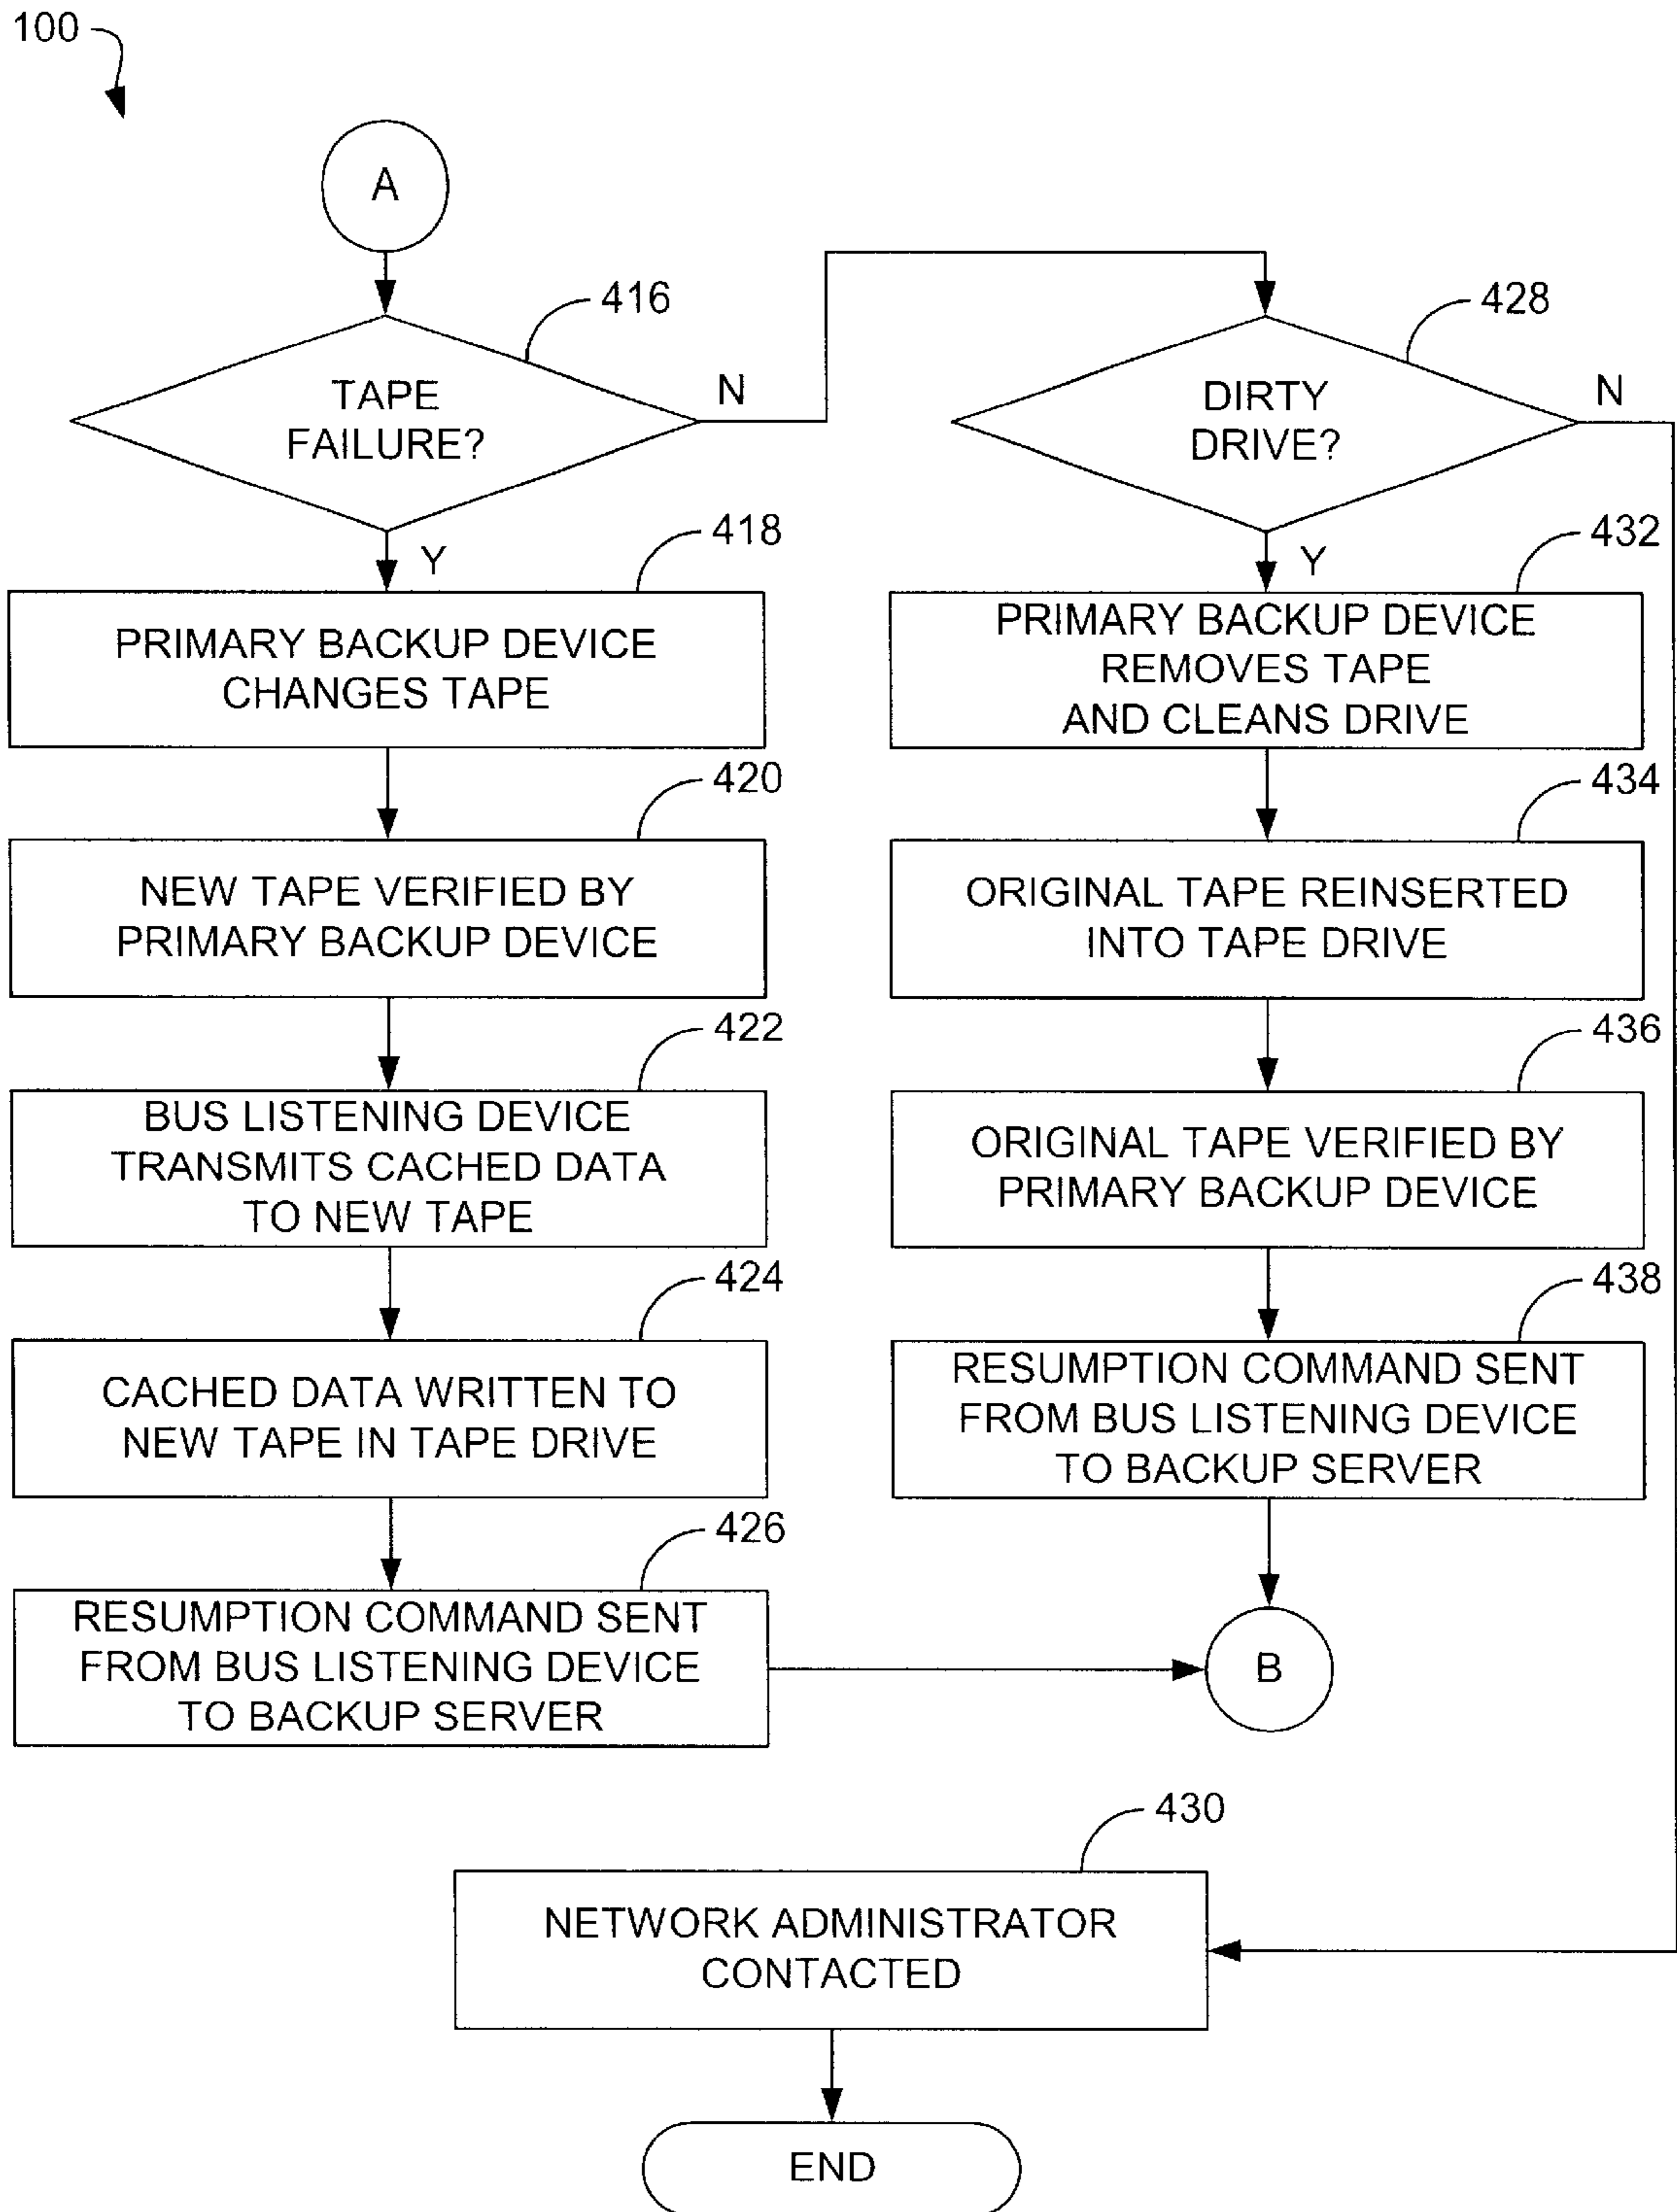 100
A
416
TAPE
FAILURE?
N
Y
418
PRIMARY BACKUP DEVICE
CHANGES TAPE
420
NEW TAPE VERIFIED BY
PRIMARY BACKUP DEVICE
422
BUS LISTENING DEVICE
TRANSMITS CACHED DATA
TO NEW TAPE
424
CACHED DATA WRITTEN TO
NEW TAPE IN TAPE DRIVE
426
RESUMPTION COMMAND SENT
FROM BUS LISTENING DEVICE
TO BACKUP SERVER
428
DIRTY
DRIVE?
N
Y
432
PRIMARY BACKUP DEVICE
REMOVES TAPE
AND CLEANS DRIVE
434
ORIGINAL TAPE REINSERTED
INTO TAPE DRIVE
436
ORIGINAL TAPE VERIFIED BY
PRIMARY BACKUP DEVICE
438
RESUMPTION COMMAND SENT
FROM BUS LISTENING DEVICE
TO BACKUP SERVER
B
430
NETWORK ADMINISTRATOR
CONTACTED
END